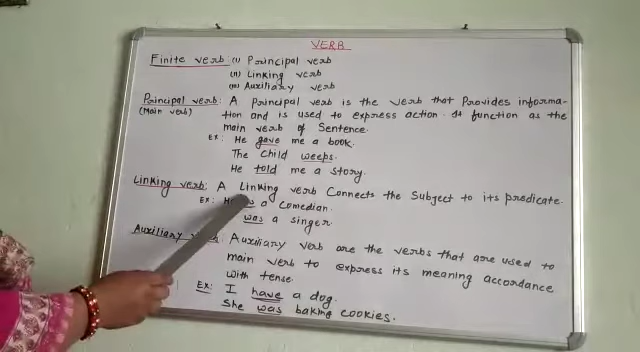 VERB
Finite verb: (i) Principal verb
(ii) Linking verb
(iii) Auxiliary verb
Principal verb: A principal verb is the verb that provides informa-
(Main verb) tion and is used to express action. It function as the
main verb of sentence.
Ex: He gave me a book.
The child weeps.
He told me a story.
Linking verb: A Linking verb connects the subject to its predicate.
Ex: a comedian.
was a singer.
Auxiliary Auxiliary verb are the verbs that are used to
main verb to express its meaning accordance
with tense.
Ex: I have a dog.
She was baking cookies.